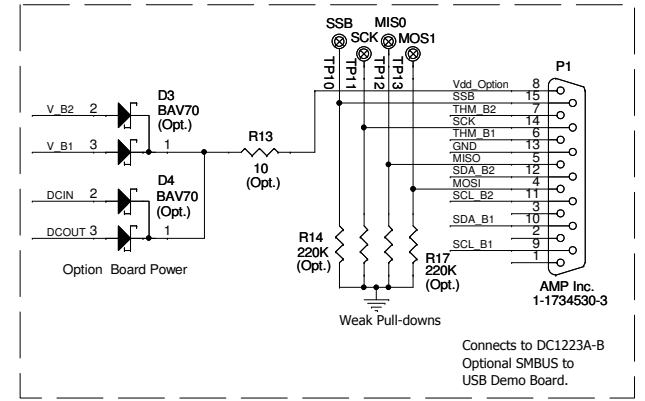 SSB
MIS0
SCK
MOS1
TP10
TP11
TP12
TP13
P1
D3
BAV70
(Opt.)
V_B2 2
V_B1 3
1
D4
BAV70
(Opt.)
DCIN 2
DCOUT 3
1
R13
10
(Opt.)
Option Board Power
Vdd_Option 8
SSB 15
THM_B2 7
SCK 14
THM_B1 6
GND 13
MISO 5
SDA_B2 12
MOSI 4
SCL_B2 11
3
SDA_B1 10
2
SCL_B1 9
1
R14
220K
(Opt.)
R17
220K
(Opt.)
Weak Pull-downs
AMP Inc.
1-1734530-3
Connects to DC1223A-B
Optional SMBUS to
USB Demo Board.